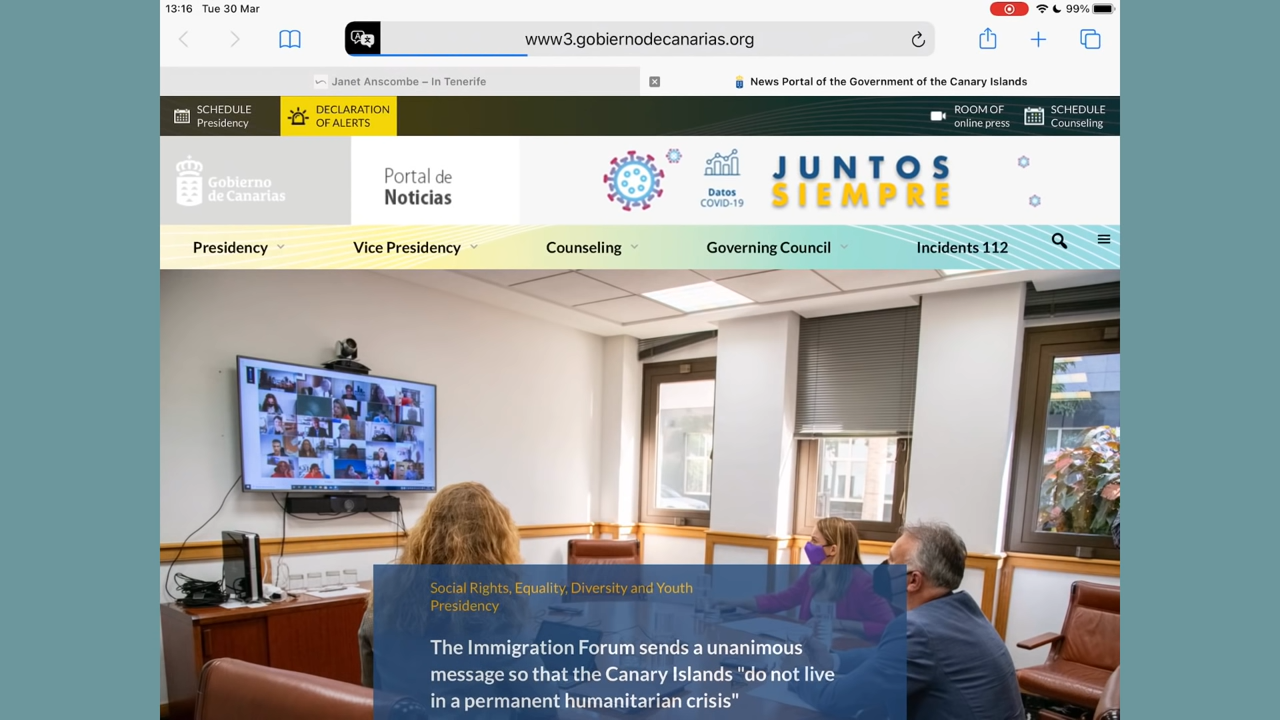 13:16 Tue 30 Mar
99%
www3.gobiernodecanarias.org
Janet Anscombe – In Tenerife
News Portal of the Government of the Canary Islands
SCHEDULE
Presidency
DECLARATION
OF ALERTS
ROOM OF
online press
SCHEDULE
Counseling
Gobierno
de Canarias
Portal de
Noticias
Datos
COVID-19
JUNTOS
SIEMPRE
Presidency
Vice Presidency
Counseling
Governing Council
Incidents 112
Social Rights, Equality, Diversity and Youth
Presidency
The Immigration Forum sends a unanimous
message so that the Canary Islands "do not live
in a permanent humanitarian crisis"